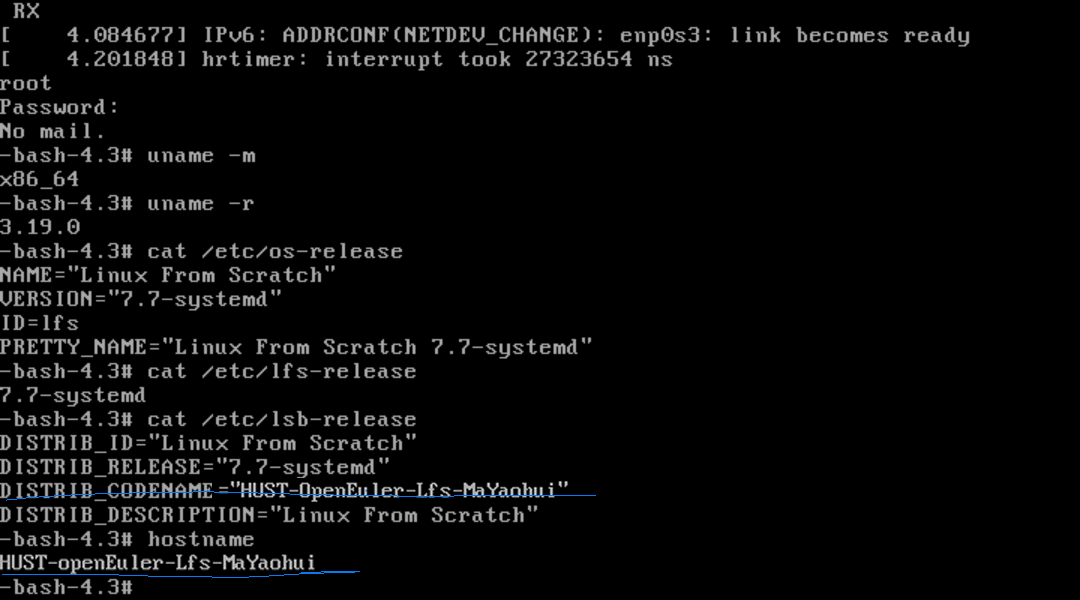 RX
[    4.084677] IPv6: ADDRCONF(NETDEV_CHANGE): enp0s3: link becomes ready
[    4.201848] hrtimer: interrupt took 27323654 ns
root
Password:
No mail.
-bash-4.3# uname -m
x86_64
-bash-4.3# uname -r
3.19.0
-bash-4.3# cat /etc/os-release
NAME="Linux From Scratch"
VERSION="7.7-systemd"
ID=lfs
PRETTY_NAME="Linux From Scratch 7.7-systemd"
-bash-4.3# cat /etc/lfs-release
7.7-systemd
-bash-4.3# cat /etc/lsb-release
DISTRIB_ID="Linux From Scratch"
DISTRIB_RELEASE="7.7-systemd"
DISTRIB_CODENAME="HUST-OpenEuler-Lfs-MaYaohui"
DISTRIB_DESCRIPTION="Linux From Scratch"
-bash-4.3# hostname
HUST-openEuler-Lfs-MaYaohui
-bash-4.3#